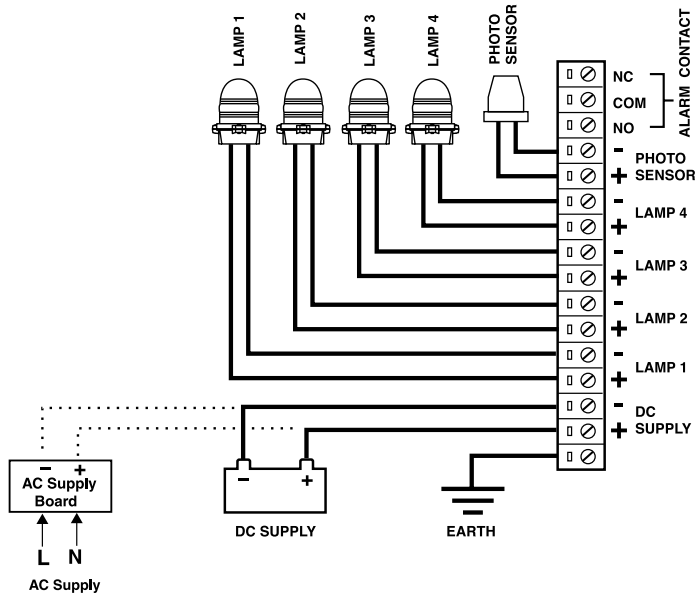 LAMP 1
LAMP 2
LAMP 3
LAMP 4
PHOTO
SENSOR
NC
COM
NO
ALARM CONTACT
-
PHOTO
+ SENSOR
-
LAMP 4
+
-
LAMP 3
+
-
LAMP 2
+
-
LAMP 1
+
- DC
+ SUPPLY
- +
AC Supply
Board
L N
AC Supply
- +
DC SUPPLY
EARTH